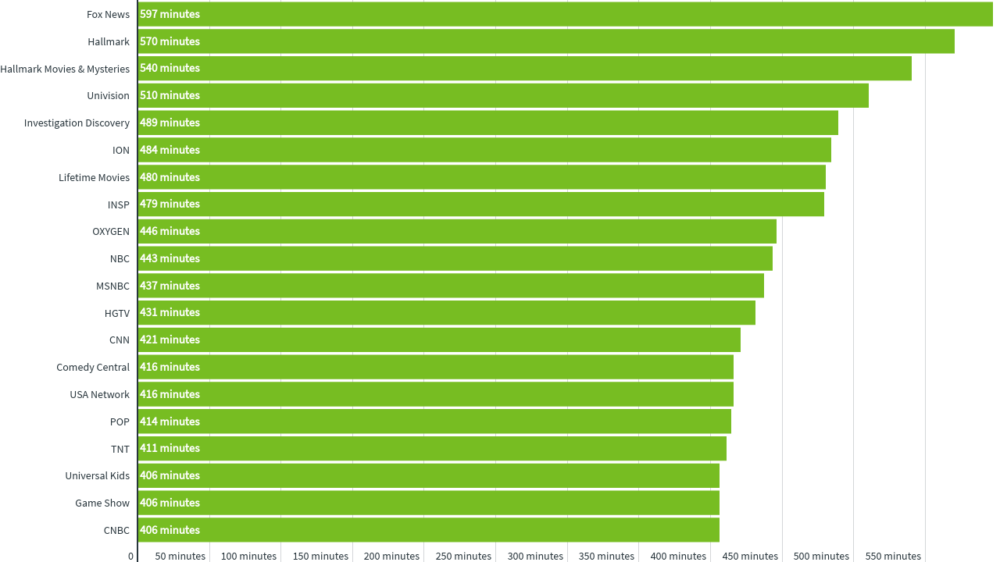 Fox News 597 minutes
Hallmark 570 minutes
Hallmark Movies & Mysteries 540 minutes
Univision 510 minutes
Investigation Discovery 489 minutes
ION 484 minutes
Lifetime Movies 480 minutes
INSP 479 minutes
OXYGEN 446 minutes
NBC 443 minutes
MSNBC 437 minutes
HGTV 431 minutes
CNN 421 minutes
Comedy Central 416 minutes
USA Network 416 minutes
POP 414 minutes
TNT 411 minutes
Universal Kids 406 minutes
Game Show 406 minutes
CNBC 406 minutes
0 50 minutes 100 minutes 150 minutes 200 minutes 250 minutes 300 minutes 350 minutes 400 minutes 450 minutes 500 minutes 550 minutes